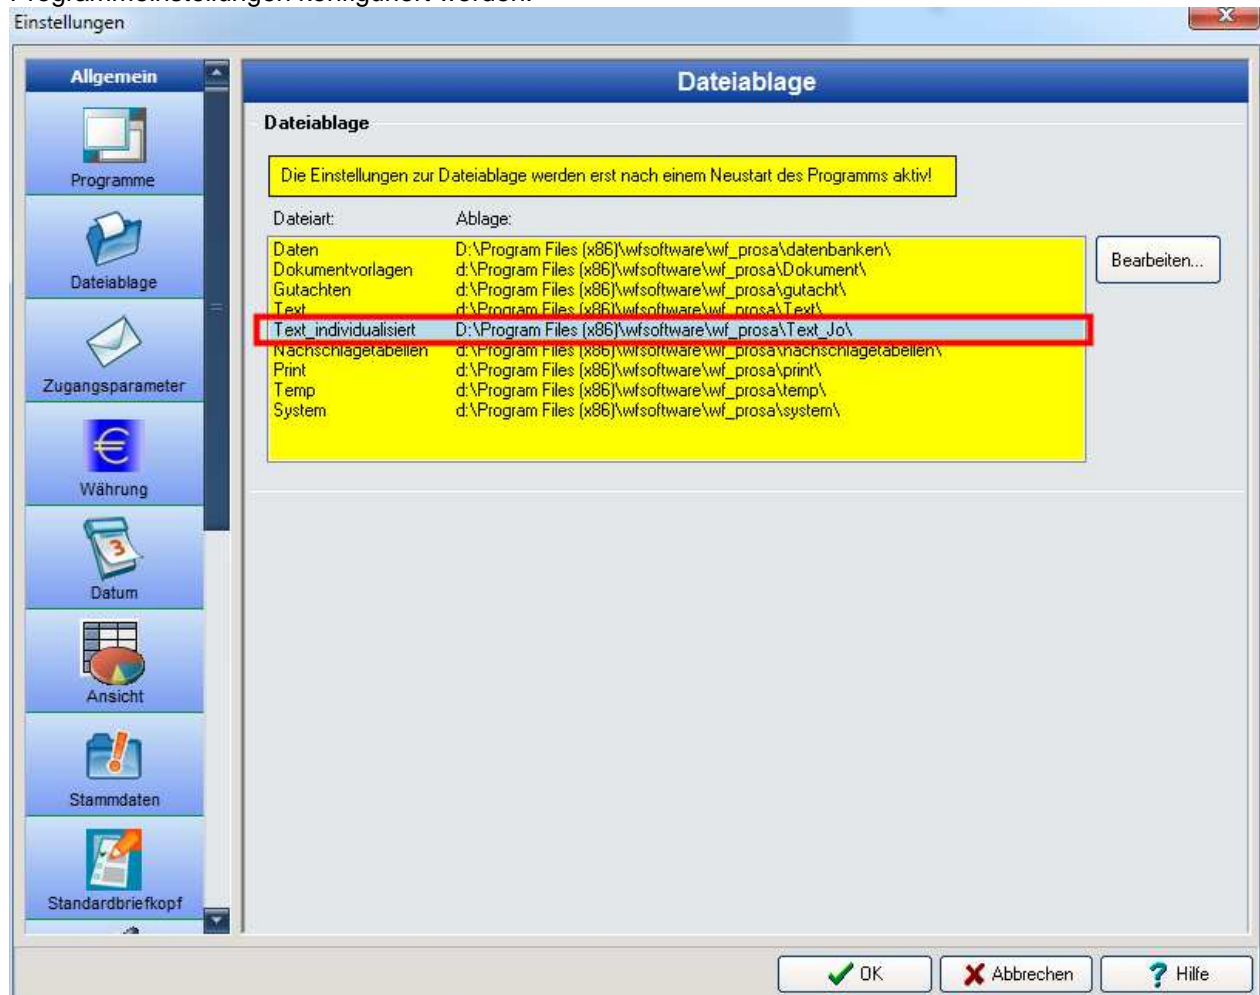 Programmeinstellungen konfiguriert werden.
Einstellungen
Allgemein
Programme
Dateiablage
Zugangsparameter
Währung
3
Datum
Ansicht
Stammdaten
Standardbriefkopf
Dateiablage
Dateiablage
Die Einstellungen zur Dateiablage werden erst nach einem Neustart des Programms aktiv!
Dateiart: Ablage:
Daten D:\Program Files (x86)\wfsoftware\wf_prosa\datenbanken\
Dokumentvorlagen d:\Program Files (x86)\wfsoftware\wf_prosa\Dokument\
Gutachten d:\Program Files (x86)\wfsoftware\wf_prosa\gutacht\
Text d:\Program Files (x86)\wfsoftware\wf_prosa\Text\
Text_individualisiert D:\Program Files (x86)\wfsoftware\wf_prosa\Text_Jo\
Nachschlagetabellen d:\Program Files (x86)\wfsoftware\wf_prosa\nachschlagetabellen\
Print d:\Program Files (x86)\wfsoftware\wf_prosa\print\
Temp d:\Program Files (x86)\wfsoftware\wf_prosa\temp\
System d:\Program Files (x86)\wfsoftware\wf_prosa\system\
Bearbeiten...
OK Abbrechen Hilfe